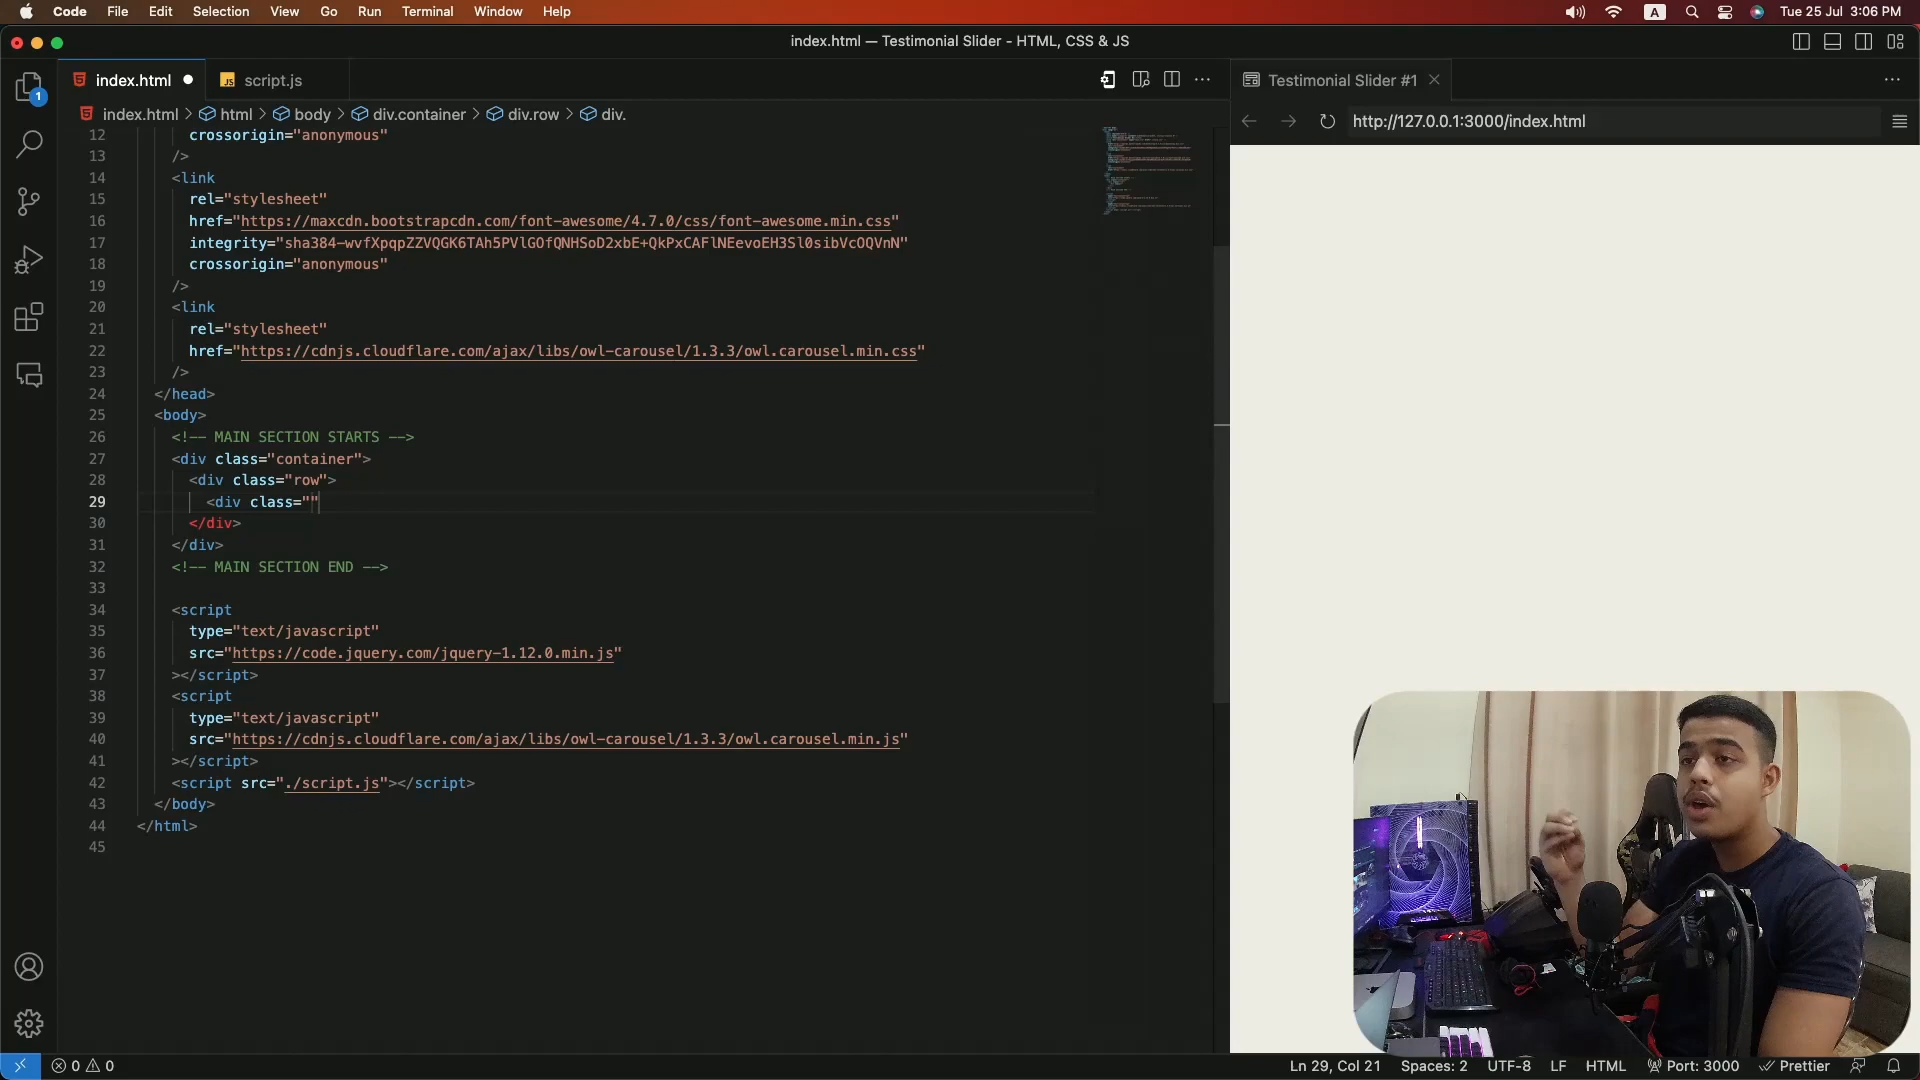 Code File Edit Selection View Go Run Terminal Window Help
A Tue 25 Jul 3:06 PM
index.html — Testimonial Slider - HTML, CSS & JS
index.html ● JS script.js
Testimonial Slider #1
index.html > html > body > div.container > div.row > div.
http://127.0.0.1:3000/index.html
1
12 crossorigin="anonymous"
13 />
14 <link
15 rel="stylesheet"
16 href="https://maxcdn.bootstrapcdn.com/font-awesome/4.7.0/css/font-awesome.min.css"
17 integrity="sha384-wvfXpqpZZVQGK6TAh5PVlGOfQNHSoD2xbE+QkPxCAFlNEevoEH3Sl0sibVcOQVnN"
18 crossorigin="anonymous"
19 />
20 <link
21 rel="stylesheet"
22 href="https://cdnjs.cloudflare.com/ajax/libs/owl-carousel/1.3.3/owl.carousel.min.css"
23 />
24 </head>
25 <body>
26 <!-- MAIN SECTION STARTS -->
27 <div class="container">
28 <div class="row">
29 <div class=""
30 </div>
31 </div>
32 <!-- MAIN SECTION END -->
33
34 <script
35 type="text/javascript"
36 src="https://code.jquery.com/jquery-1.12.0.min.js"
37 ></script>
38 <script
39 type="text/javascript"
40 src="https://cdnjs.cloudflare.com/ajax/libs/owl-carousel/1.3.3/owl.carousel.min.js"
41 ></script>
42 <script src="./script.js"></script>
43 </body>
44 </html>
45
0 0 Ln 29, Col 21 Spaces: 2 UTF-8 LF HTML Port: 3000 Prettier